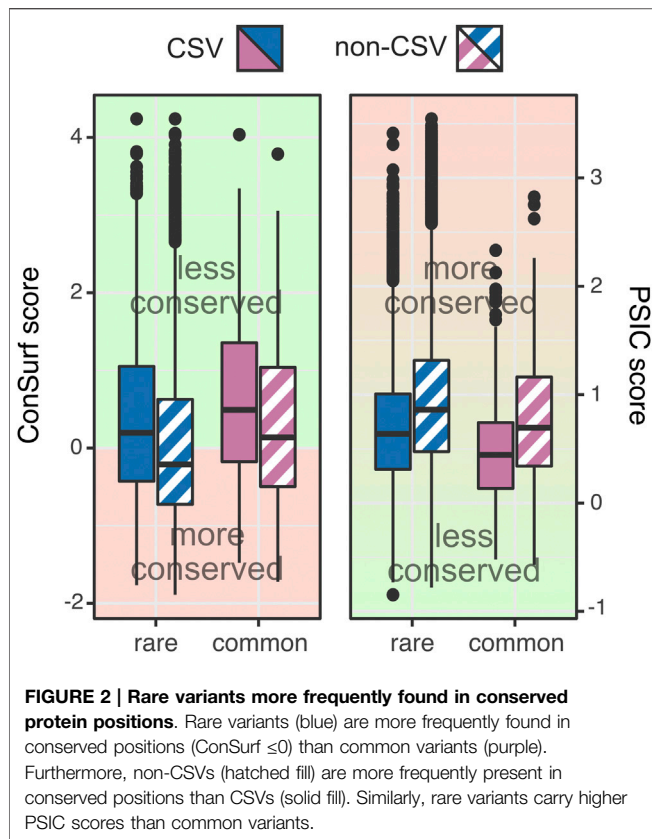 CSV non-CSV
ConSurf score
4
2
0
-2
less
conserved
more
conserved
rare common
more
conserved
less
conserved
3
2
1
0
-1
PSIC score
rare common
FIGURE 2 | Rare variants more frequently found in conserved
protein positions. Rare variants (blue) are more frequently found in
conserved positions (ConSurf ≤0) than common variants (purple).
Furthermore, non-CSVs (hatched fill) are more frequently present in
conserved positions than CSVs (solid fill). Similarly, rare variants carry higher
PSIC scores than common variants.